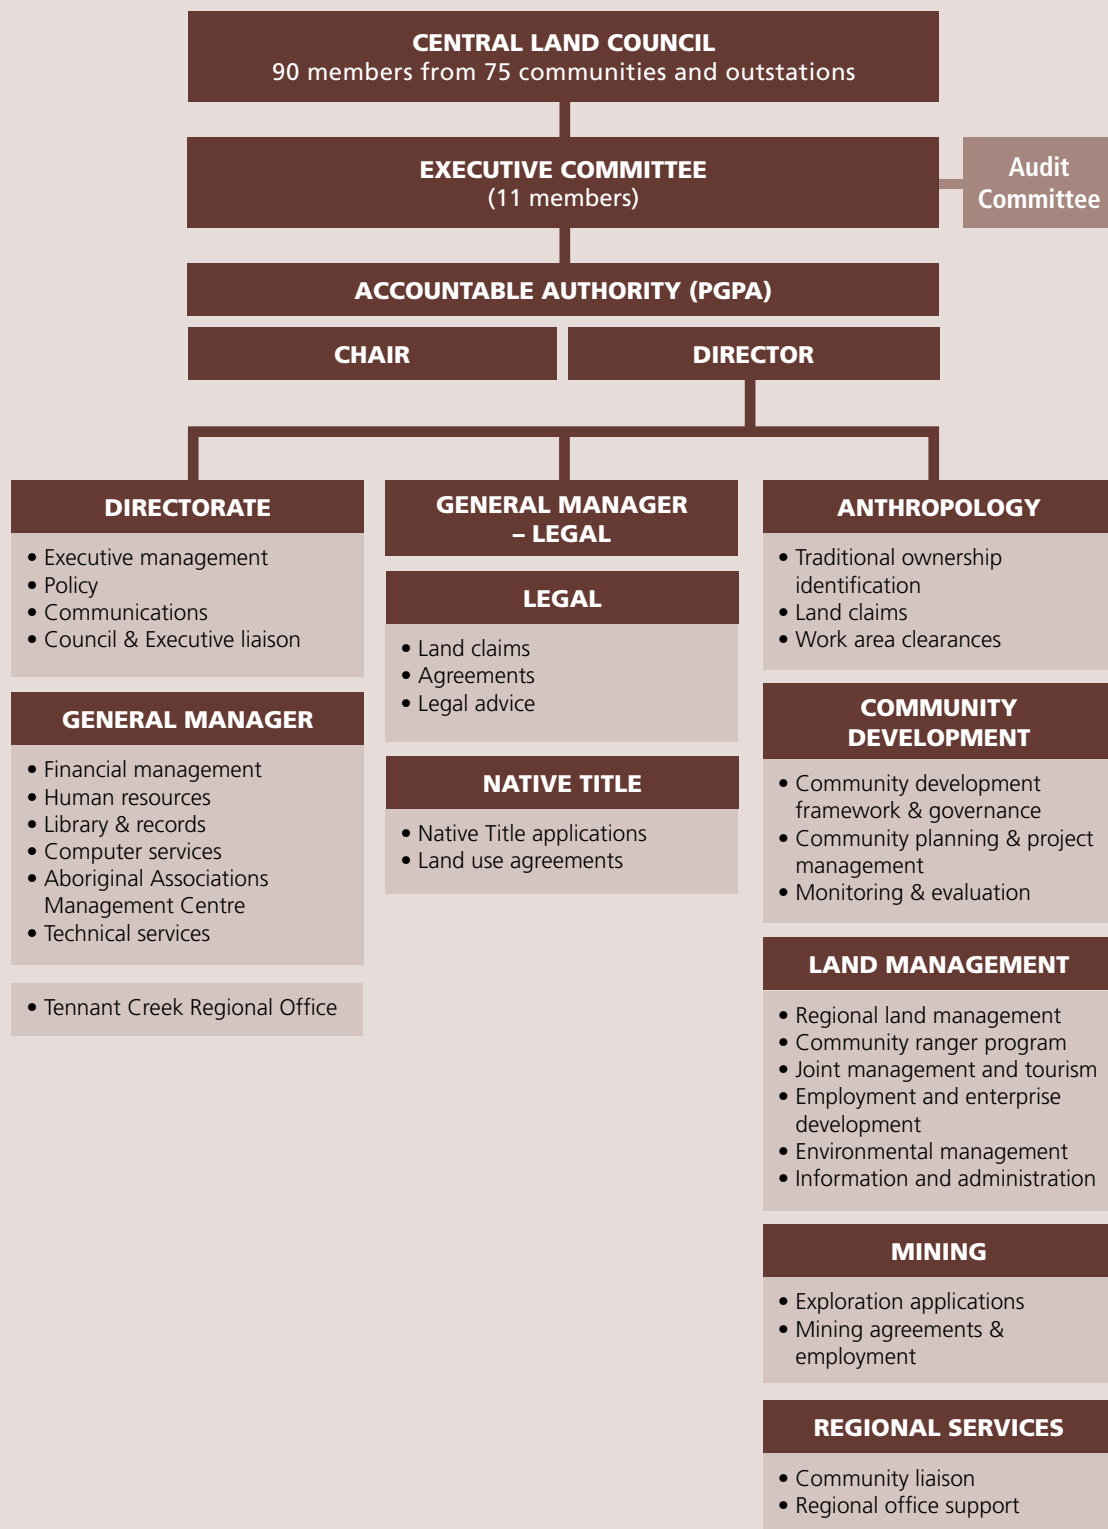 CENTRAL LAND COUNCIL
90 members from 75 communities and outstations
EXECUTIVE COMMITTEE
(11 members)
Audit
Committee
ACCOUNTABLE AUTHORITY (PGPA)
CHAIR
DIRECTOR
DIRECTORATE
• Executive management
• Policy
• Communications
• Council & Executive liaison
GENERAL MANAGER
• Financial management
• Human resources
• Library & records
• Computer services
• Aboriginal Associations
Management Centre
• Technical services
• Tennant Creek Regional Office
GENERAL MANAGER
– LEGAL
LEGAL
• Land claims
• Agreements
• Legal advice
NATIVE TITLE
• Native Title applications
• Land use agreements
ANTHROPOLOGY
• Traditional ownership
identification
• Land claims
• Work area clearances
COMMUNITY
DEVELOPMENT
• Community development
framework & governance
• Community planning & project
management
• Monitoring & evaluation
LAND MANAGEMENT
• Regional land management
• Community ranger program
• Joint management and tourism
• Employment and enterprise
development
• Environmental management
• Information and administration
MINING
• Exploration applications
• Mining agreements &
employment
REGIONAL SERVICES
• Community liaison
• Regional office support